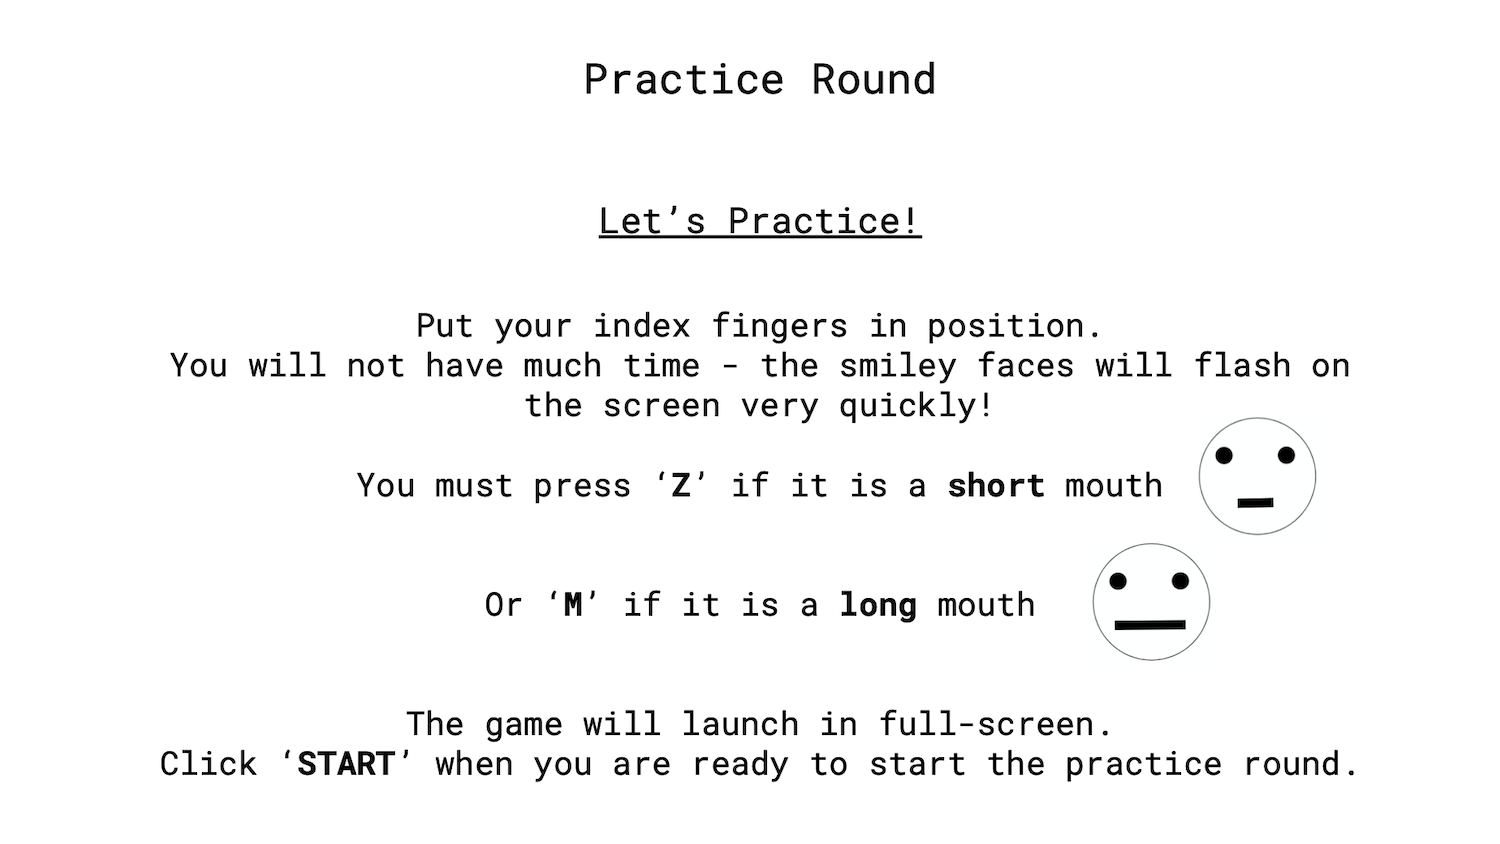 Practice Round
Let’s Practice!
Put your index fingers in position.
You will not have much time - the smiley faces will flash on
the screen very quickly!
You must press ‘Z’ if it is a short mouth
Or ‘M’ if it is a long mouth
The game will launch in full-screen.
Click ‘START’ when you are ready to start the practice round.